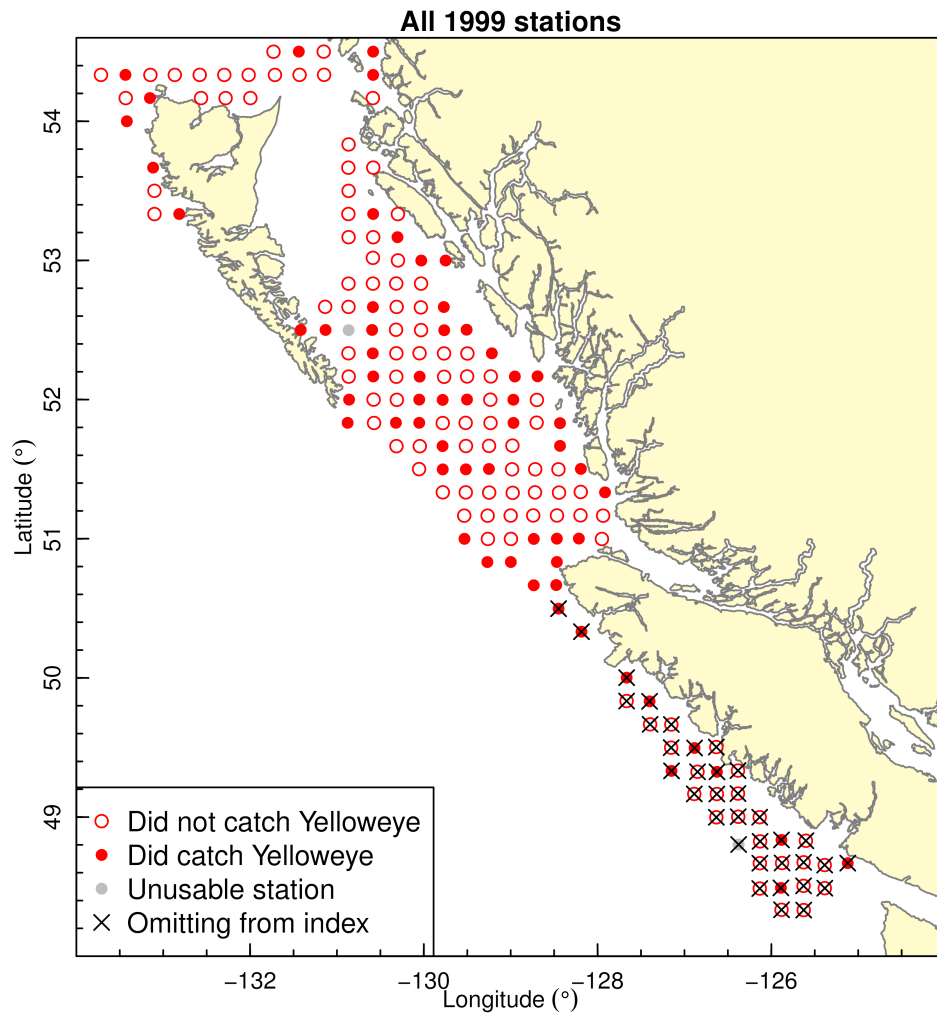 All 1999 stations
54
53
52
51
50
49
Latitude (°)
Did not catch Yelloweye
Did catch Yelloweye
Unusable station
Omitting from index
−132
−130
−128
−126
Longitude (°)